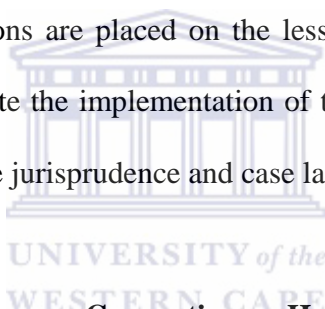 ons are placed on the less
te the implementation of t
e jurisprudence and case la
UNIVERSITY of the
WESTERN CAPE